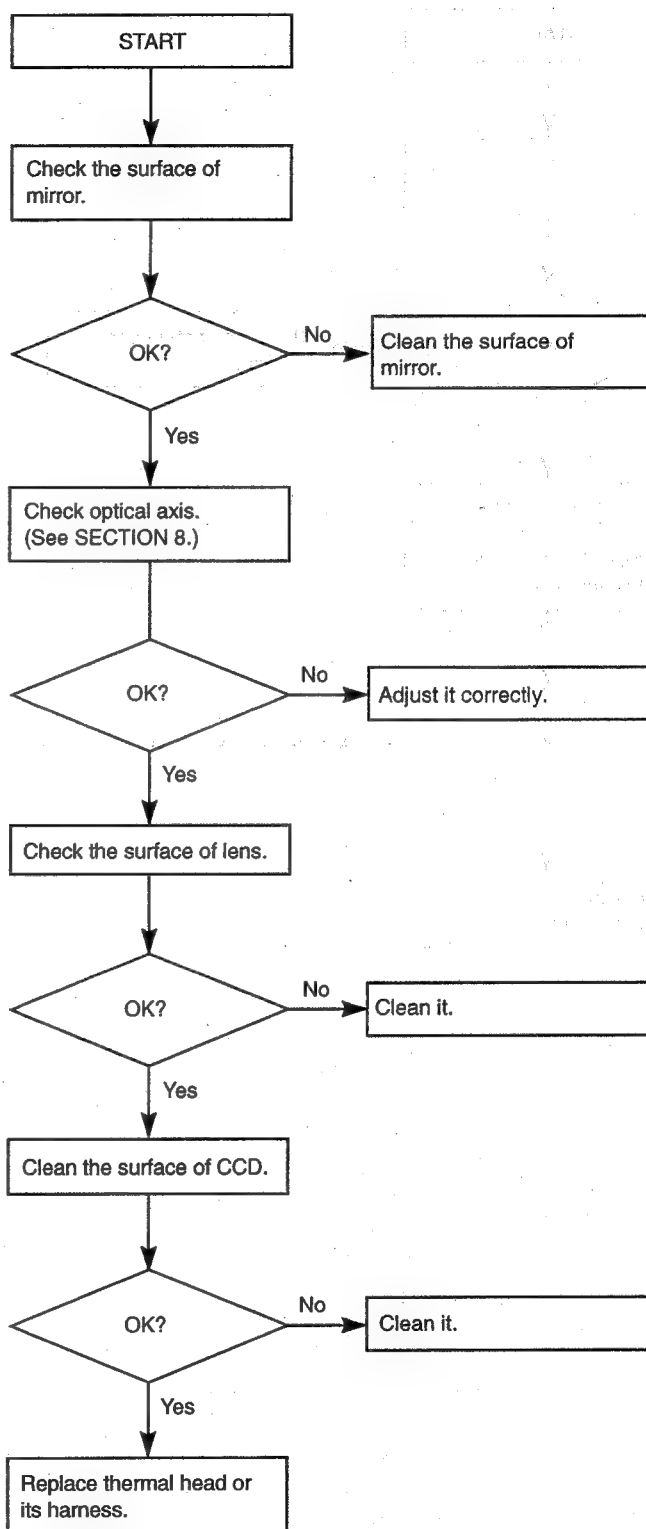 START
Check the surface of
mirror.
OK?
No
Clean the surface of
mirror.
Yes
Check optical axis.
(See SECTION 8.)
OK?
No
Adjust it correctly.
Yes
Check the surface of lens.
OK?
No
Clean it.
Yes
Clean the surface of CCD.
OK?
No
Clean it.
Yes
Replace thermal head or
its harness.